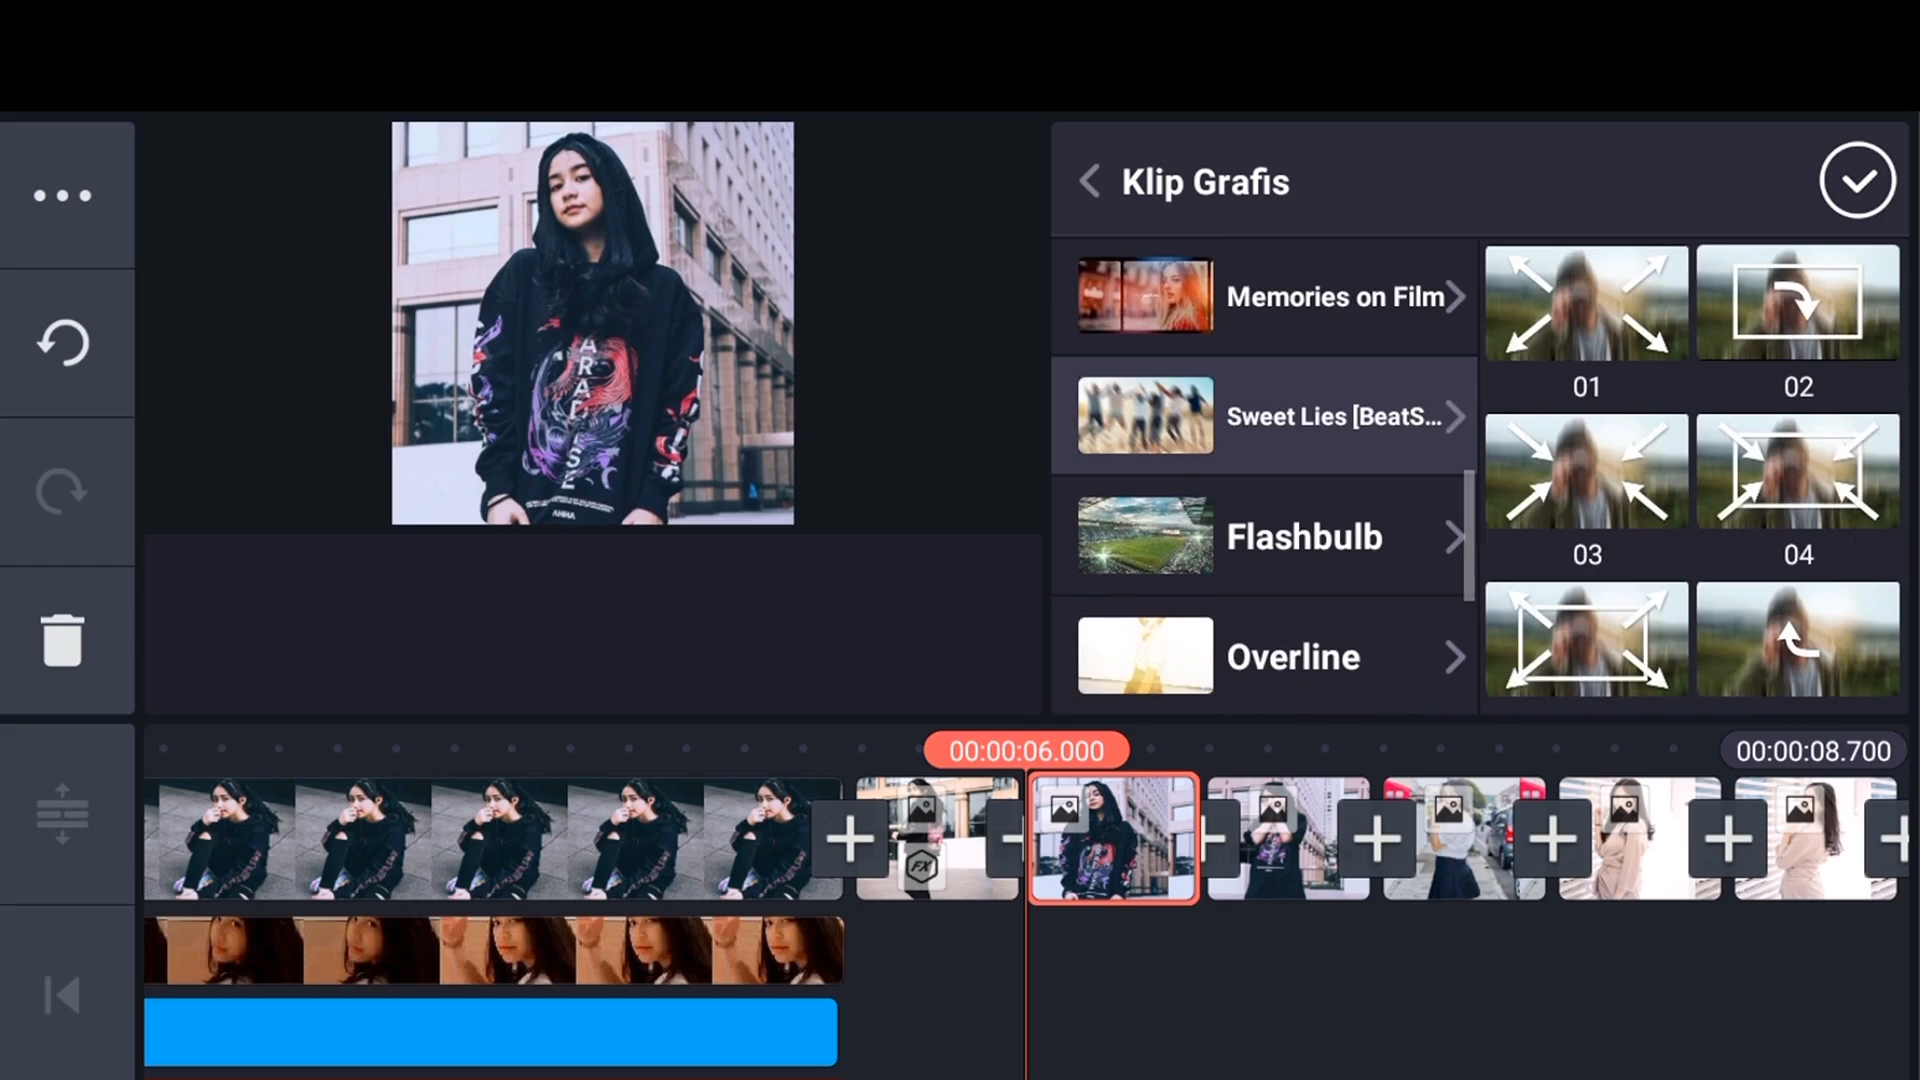 Klip Grafis
Memories on Film
Sweet Lies [BeatS...
Flashbulb
Overline
01
02
03
04
00:00:06.000
00:00:08.700
FX